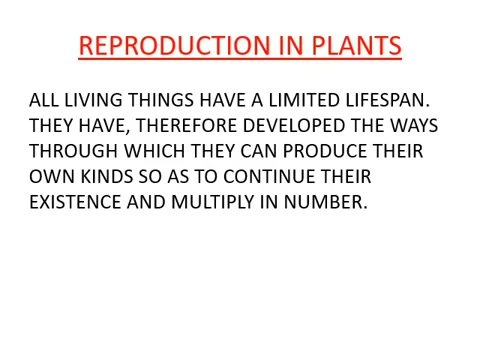 REPRODUCTION IN PLANTS
ALL LIVING THINGS HAVE A LIMITED LIFESPAN.
THEY HAVE, THEREFORE DEVELOPED THE WAYS
THROUGH WHICH THEY CAN PRODUCE THEIR
OWN KINDS SO AS TO CONTINUE THEIR
EXISTENCE AND MULTIPLY IN NUMBER.